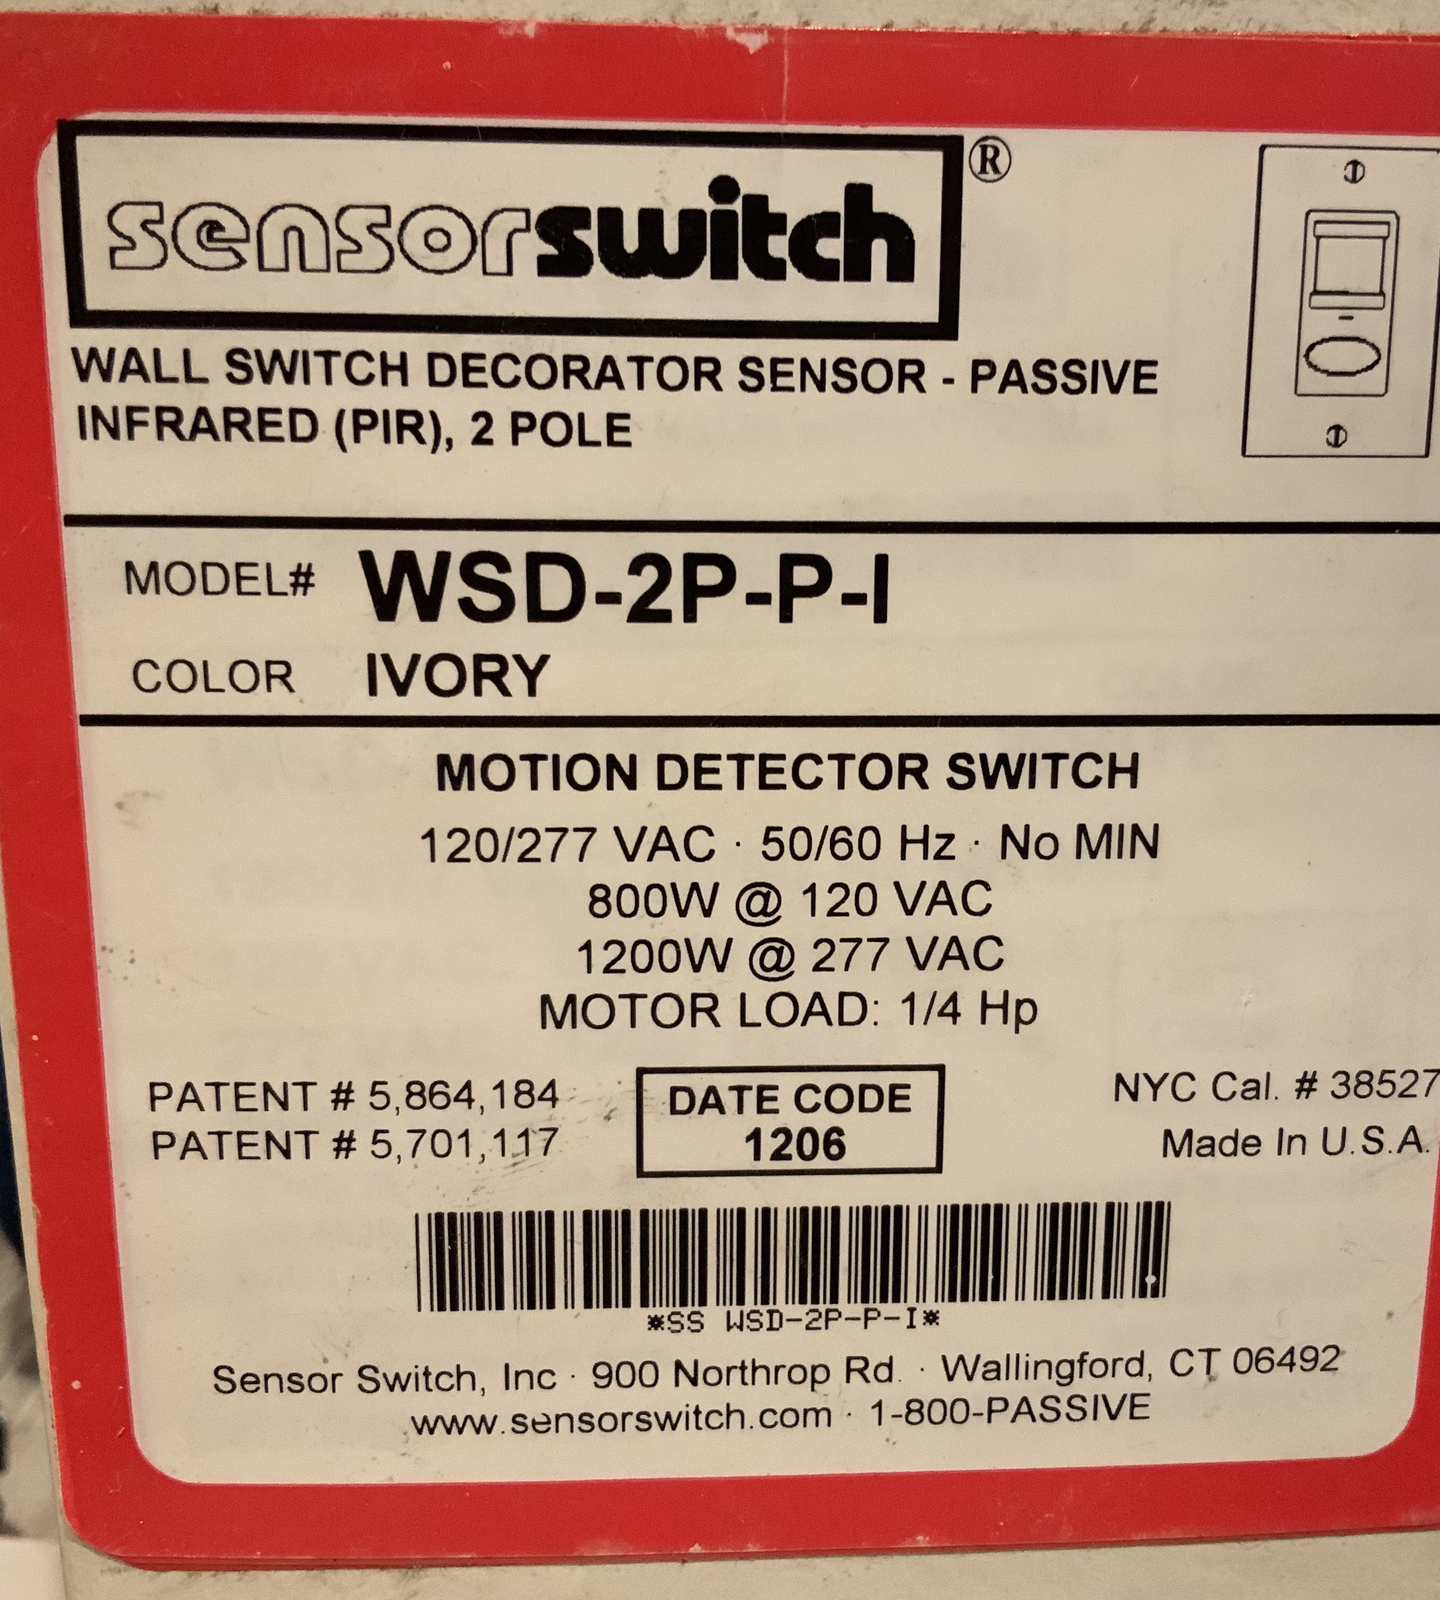 sensorswitch®
WALL SWITCH DECORATOR SENSOR - PASSIVE
INFRARED (PIR), 2 POLE
MODEL# WSD-2P-P-I
COLOR IVORY
MOTION DETECTOR SWITCH
120/277 VAC · 50/60 Hz · No MIN
800W @ 120 VAC
1200W @ 277 VAC
MOTOR LOAD: 1/4 Hp
PATENT # 5,864,184
PATENT # 5,701,117
DATE CODE
1206
NYC Cal. # 38527
Made In U.S.A.
*SS WSD-2P-P-I*
Sensor Switch, Inc · 900 Northrop Rd. · Wallingford, CT 06492
www.sensorswitch.com · 1-800-PASSIVE